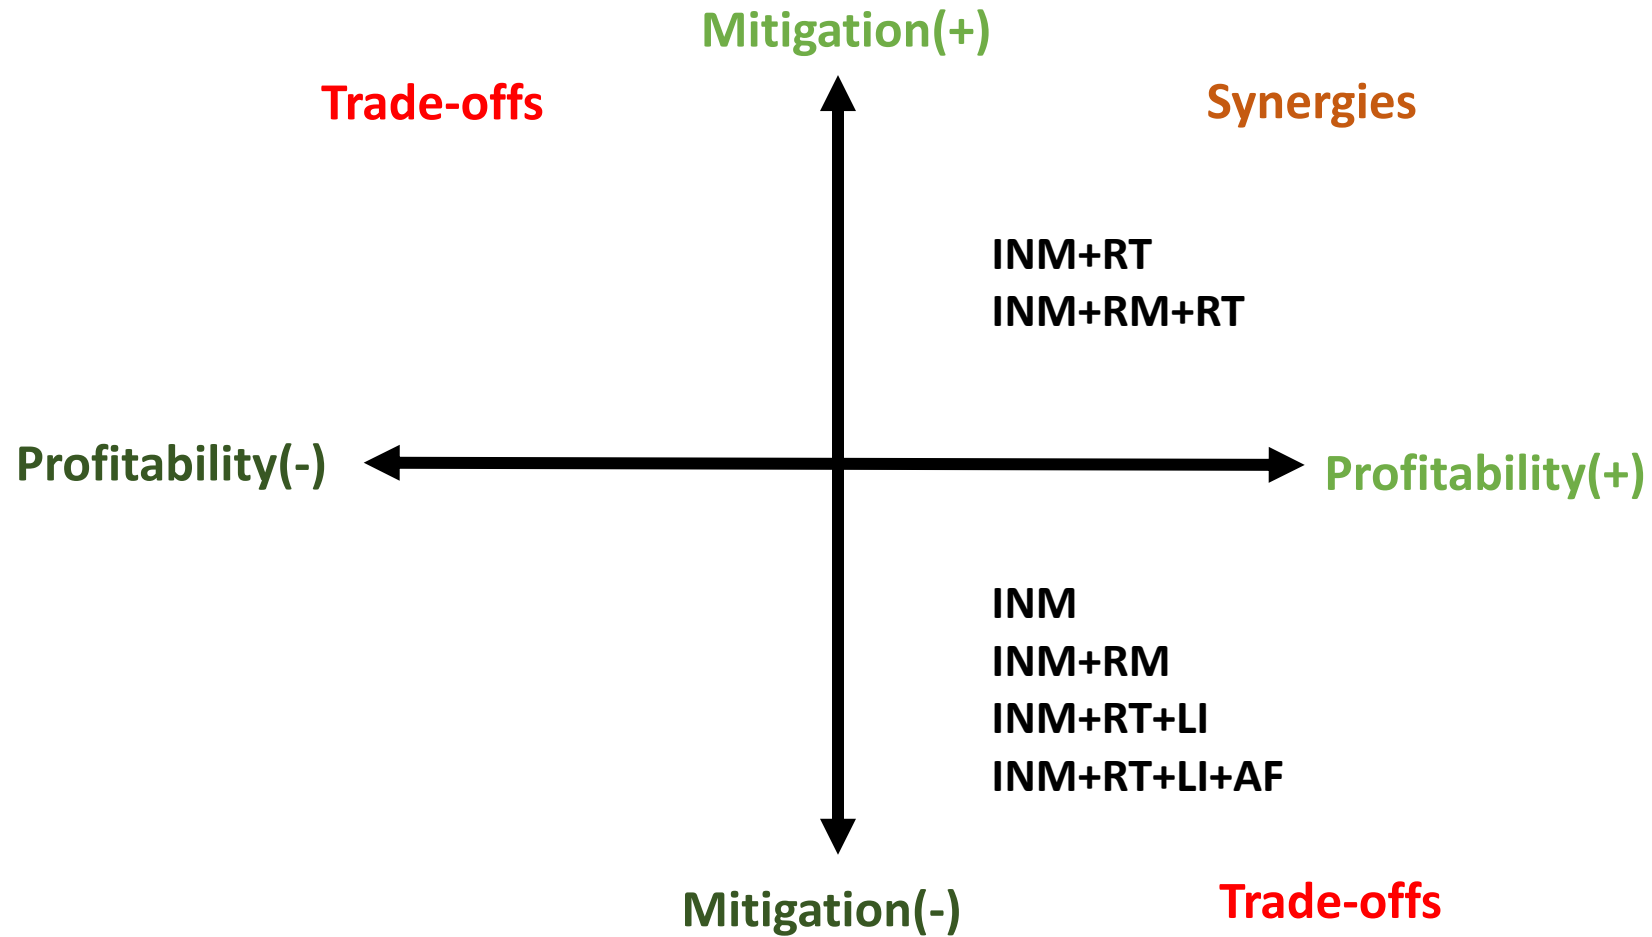 Mitigation(+)
Trade-offs
Synergies
INM+RT
INM+RM+RT
Profitability(-)
Profitability(+)
INM
INM+RM
INM+RT+LI
INM+RT+LI+AF
Mitigation(-)
Trade-offs